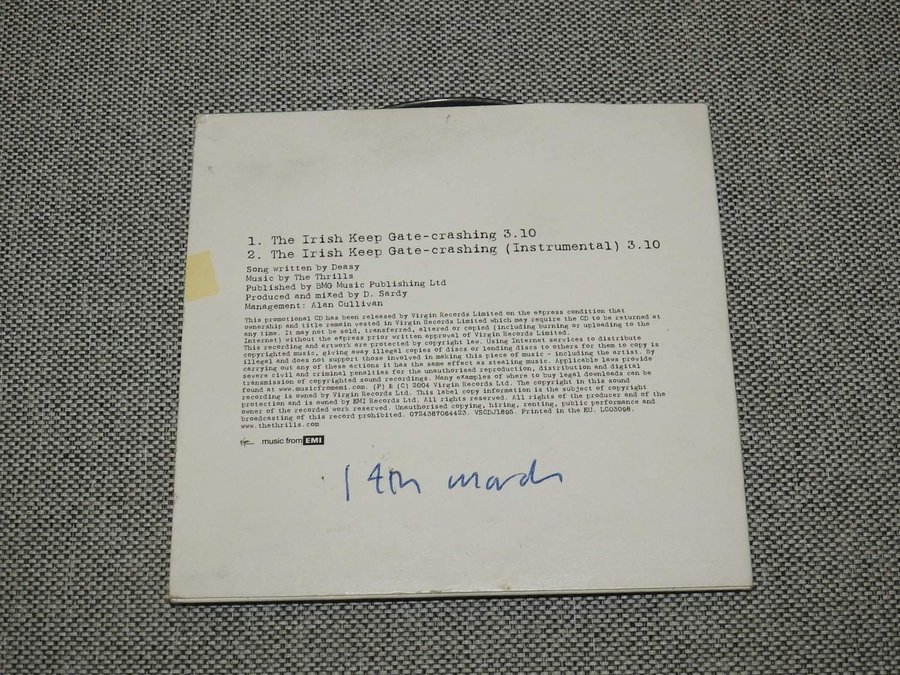 1. The Irish Keep Gate-crashing 3.10
2. The Irish Keep Gate-crashing (Instrumental) 3.10
Song written by Deasy
Music by The Thrills
Published by BMG Music Publishing Ltd
Produced and mixed by D. Sardy
Management: Alan Cullivan
This promotional CD has been released by Virgin Records Limited on the express condition that
ownership and title remain vested in Virgin Records Limited which may require the CD to be returned at
any time. It may not be sold, transferred, altered or copied (including burning or uploading to the
Internet) without the express prior written approval of Virgin Records Limited.
This recording and artwork are protected by copyright law. Using Internet services to distribute
copyrighted music, giving away illegal copies of discs or lending discs to others for them to copy is
illegal and does not support those involved in making this piece of music - including the artist. By
carrying out any of these actions it has the same effect as stealing music. Applicable laws provide
severe civil and criminal penalties for the unauthorised reproduction, distribution and digital
transmission of copyrighted sound recordings. Many examples of where to buy legal downloads can be
found at www.musicfromemi.com. (P) & (C) 2004 Virgin Records Ltd. The copyright in this sound
recording is owned by Virgin Records Ltd. This label copy information is the subject of copyright
protection and is owned by EMI Records Ltd. All rights reserved. All rights of the producer and of the
owner of the recorded work reserved. Unauthorised copying, hiring, renting, public performance and
broadcasting of this record prohibited. 0724387064423. VSCDJ1895. Printed in the EU. LC03098.
www.thethrills.com
Virgin music from EMI
14th march